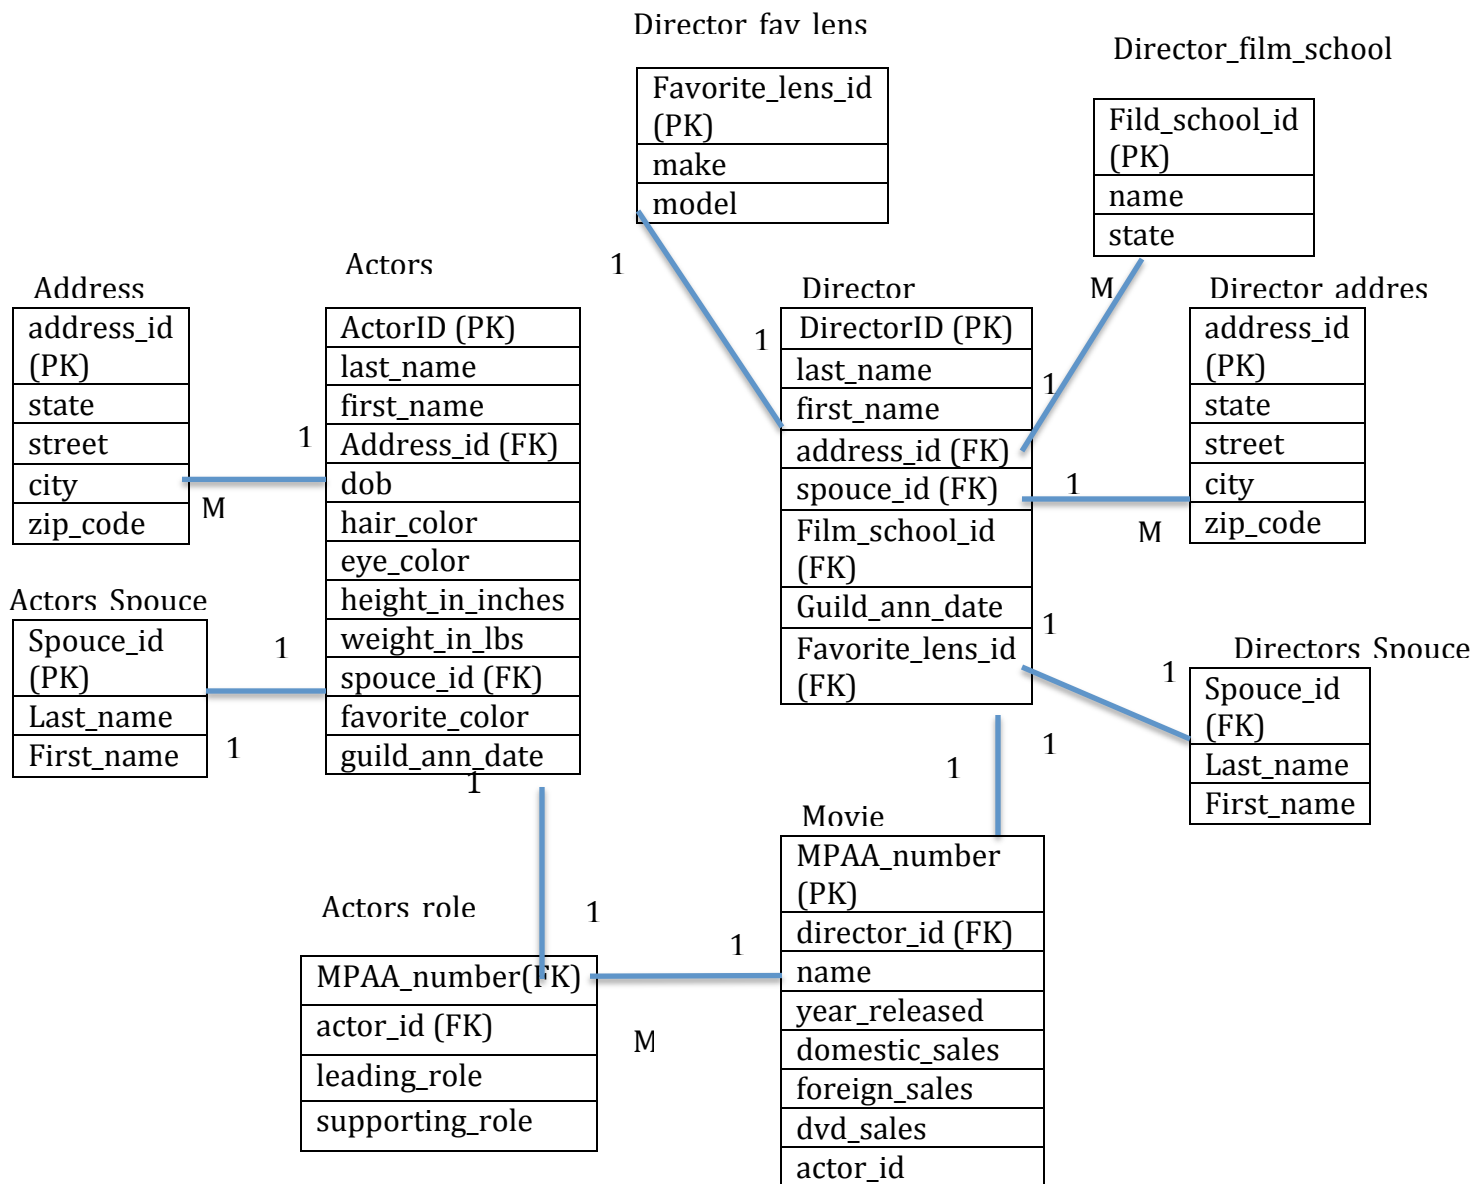 Director fav lens
Favorite_lens_id
(PK)
make
model
Director_film_school
Fild_school_id
(PK)
name
state
1
M
1
1
Address
address_id
(PK)
state
street
city
zip_code
1
M
Actors
ActorID (PK)
last_name
first_name
Address_id (FK)
dob
hair_color
eye_color
height_in_inches
weight_in_lbs
spouce_id (FK)
favorite_color
guild_ann_date
1
Director
DirectorID (PK)
last_name
first_name
address_id (FK)
spouce_id (FK)
Film_school_id
(FK)
Guild_ann_date
Favorite_lens_id
(FK)
1
M
Director addres
address_id
(PK)
state
street
city
zip_code
Actors Spouce
Spouce_id
(PK)
Last_name
First_name
1
1
1
1
Directors Spouce
Spouce_id
(FK)
Last_name
First_name
1
1
Movie
MPAA_number
(PK)
director_id (FK)
name
year_released
domestic_sales
foreign_sales
dvd_sales
actor_id
Actors role
MPAA_number(FK)
actor_id (FK)
leading_role
supporting_role
1
1
M